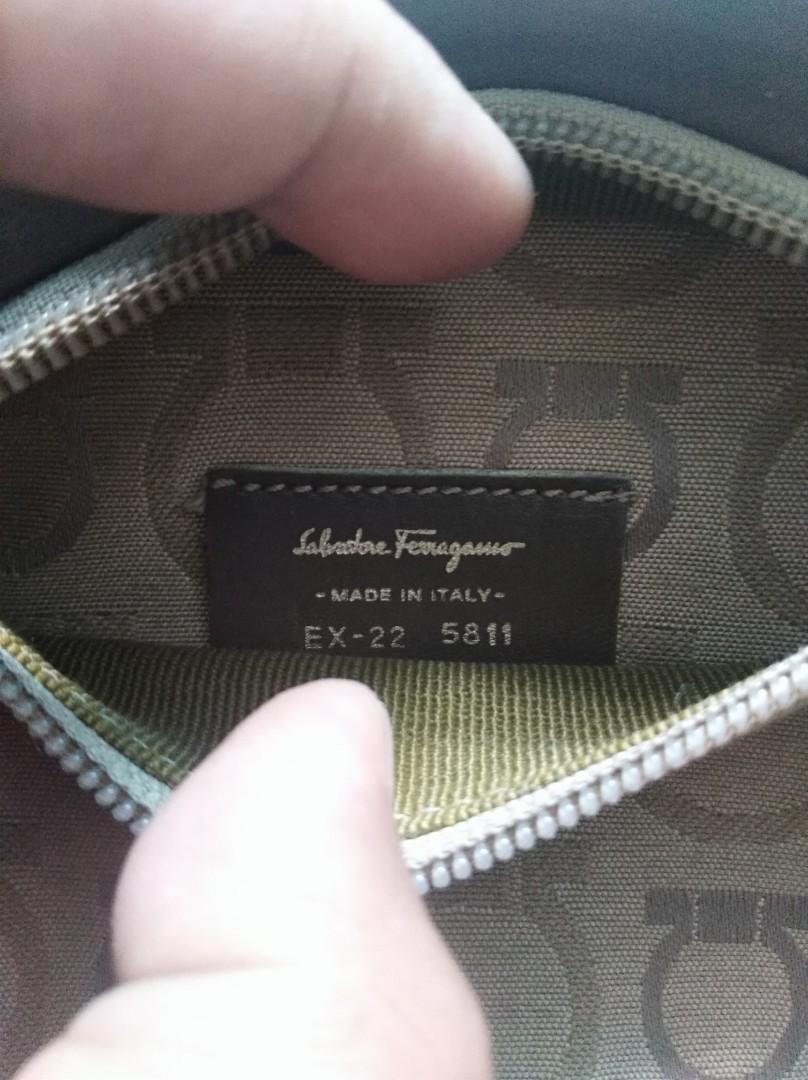 Salvatore Ferragamo
-MADE IN ITALY-
EX-22 5811